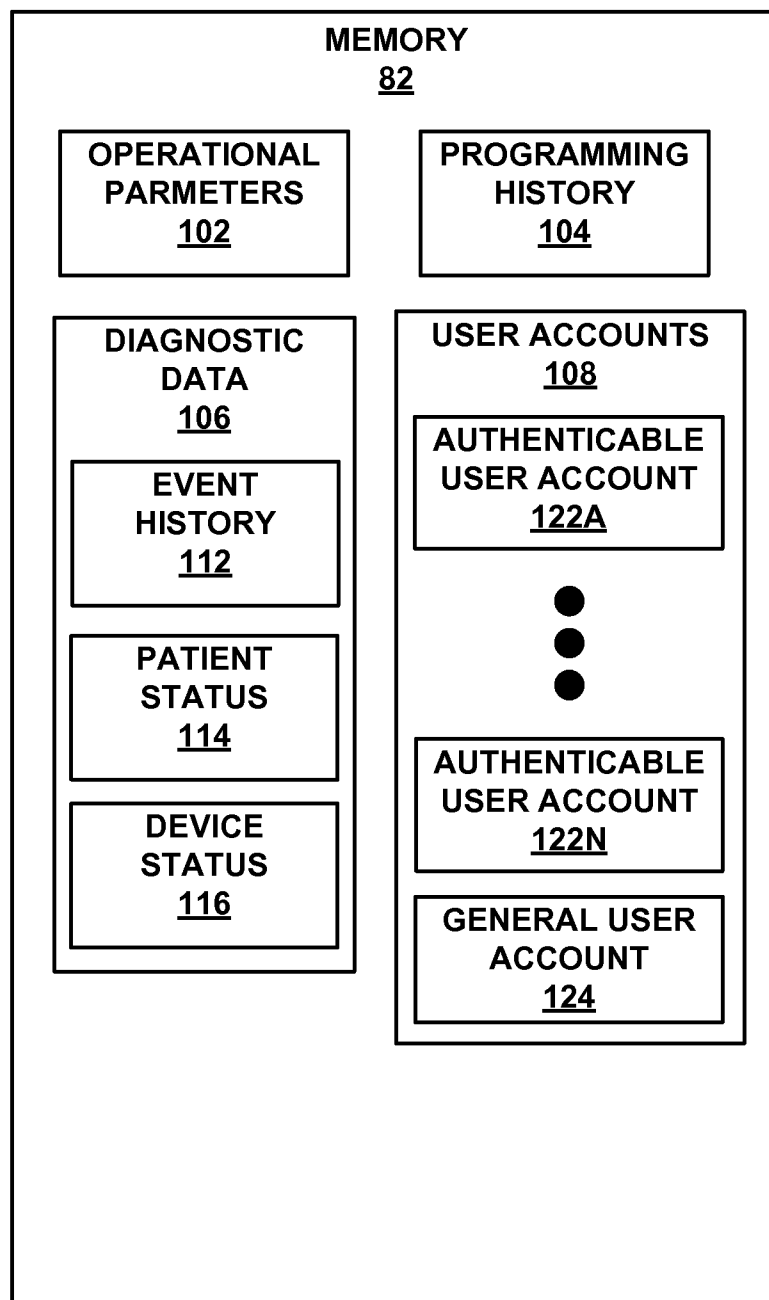 MEMORY
82
OPERATIONAL
PARMETERS
102
PROGRAMMING
HISTORY
104
DIAGNOSTIC
DATA
106
EVENT
HISTORY
112
PATIENT
STATUS
114
DEVICE
STATUS
116
USER ACCOUNTS
108
AUTHENTICABLE
USER ACCOUNT
122A
AUTHENTICABLE
USER ACCOUNT
122N
GENERAL USER
ACCOUNT
124